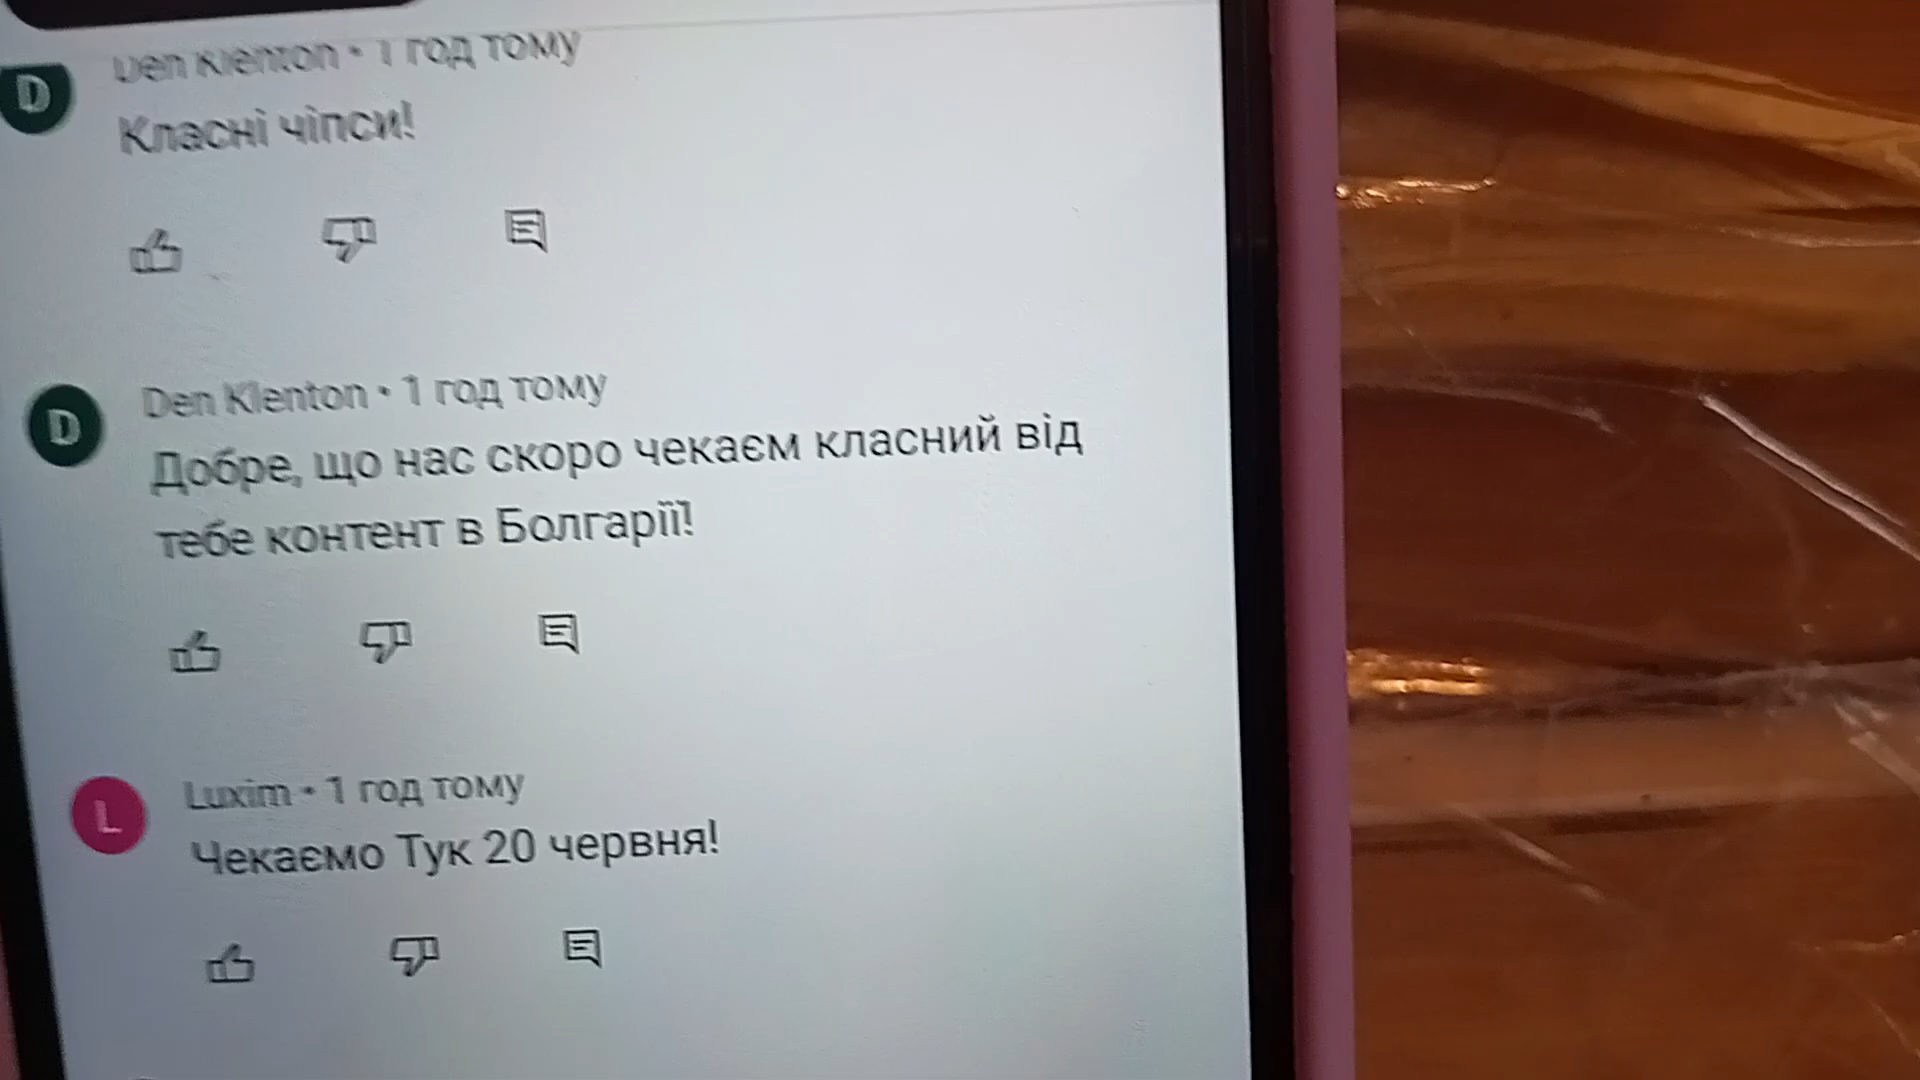 D
Den Klenton • 1 год тому
Класні чіпси!
D
Den Klenton • 1 год тому
Добре, що нас скоро чекаєм класний від
тебе контент в Болгарії!
L
Luxim • 1 год тому
Чекаємо Тук 20 червня!